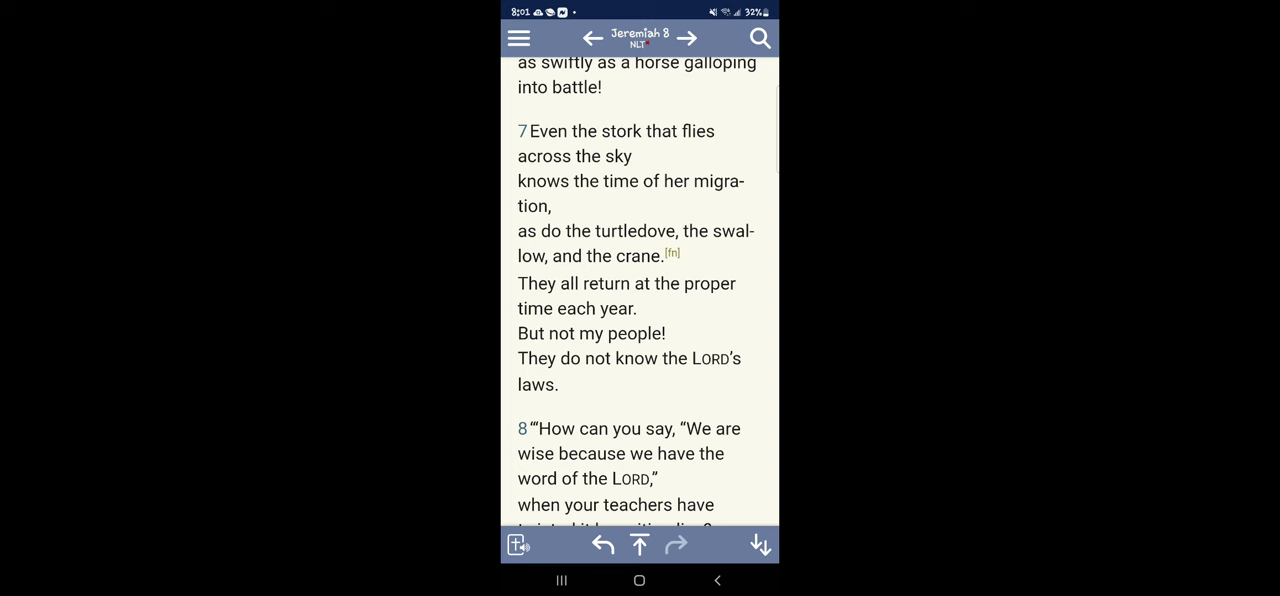 8:01 32%
Jeremiah 8
NLT
as swiftly as a horse galloping
into battle!
7 Even the stork that flies
across the sky
knows the time of her migra-
tion,
as do the turtledove, the swal-
low, and the crane.[fn]
They all return at the proper
time each year.
But not my people!
They do not know the LORD’s
laws.
8 “‘How can you say, “We are
wise because we have the
word of the LORD,”
when your teachers have